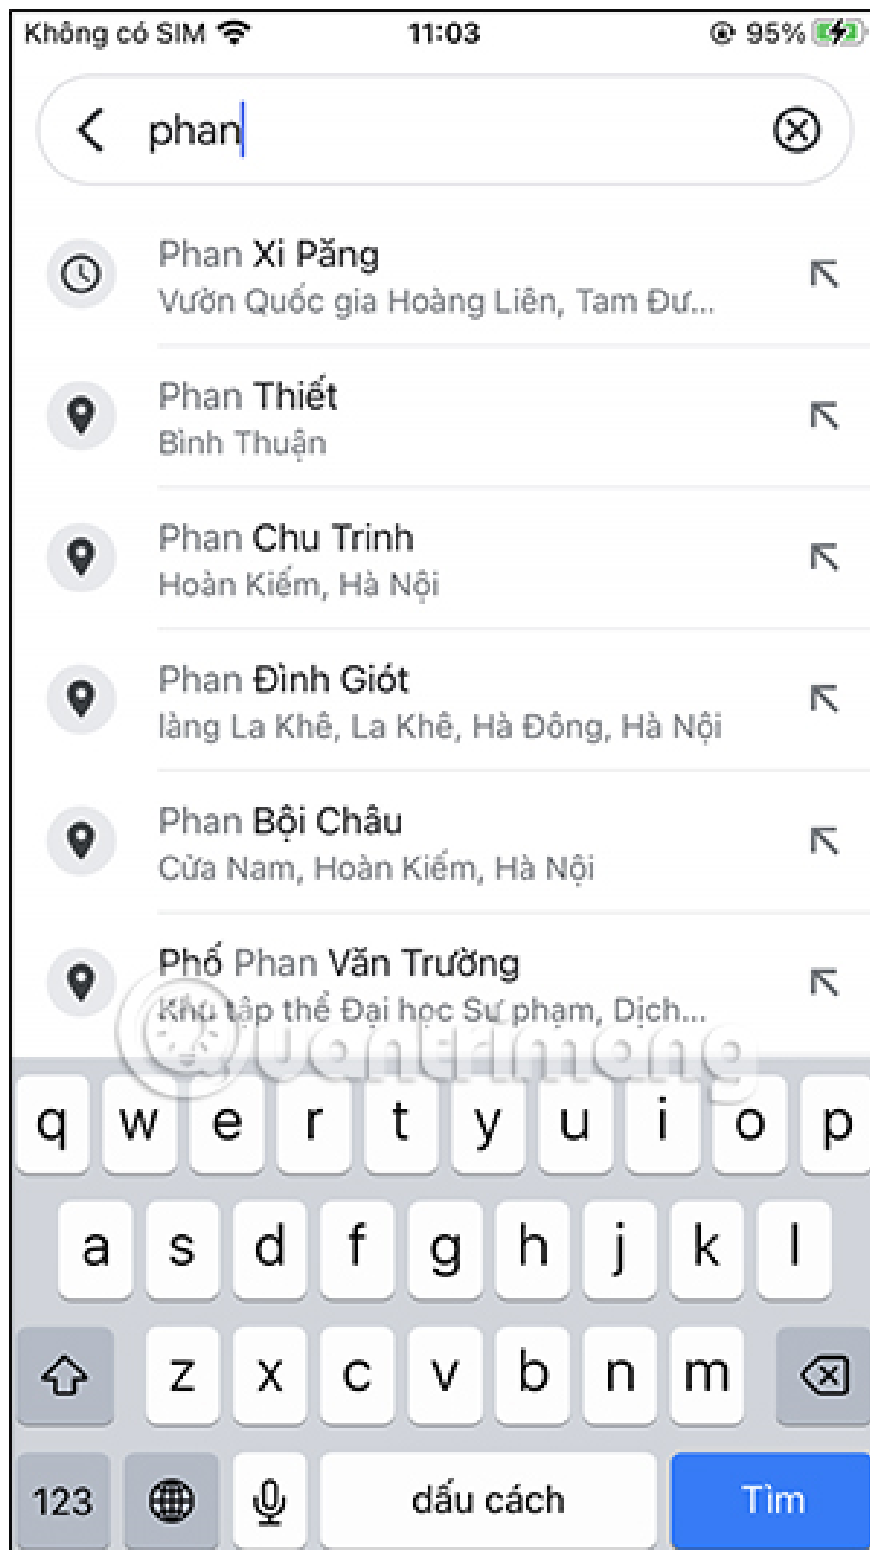 Không có SIM 11:03 95%
phan
Phan Xi Păng
Vườn Quốc gia Hoàng Liên, Tam Đư...
Phan Thiết
Bình Thuận
Phan Chu Trinh
Hoàn Kiếm, Hà Nội
Phan Đình Giót
làng La Khê, La Khê, Hà Đông, Hà Nội
Phan Bội Châu
Cửa Nam, Hoàn Kiếm, Hà Nội
Phố Phan Văn Trường
Khu tập thể Đại học Sư phạm, Dịch...
Quantrimang
q w e r t y u i o p
a s d f g h j k l
z x c v b n m
123 dấu cách Tìm